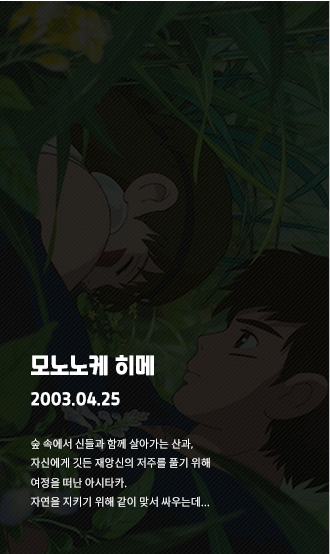 모노노케 히메
2003.04.25
숲 속에서 신들과 함께 살아가는 산과,
자신에게 깃든 재앙신의 저주를 풀기 위해
여정을 떠난 아시타카.
자연을 지키기 위해 같이 맞서 싸우는데...